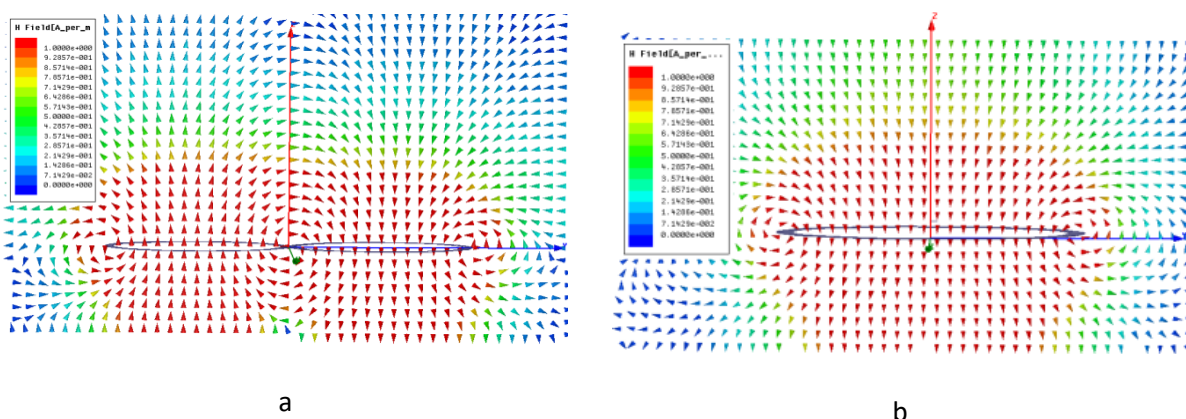 H Field[A_per_m
1.0000e+000
9.2857e-001
8.5714e-001
7.8571e-001
7.1429e-001
6.4286e-001
5.7143e-001
5.0000e-001
4.2857e-001
3.5714e-001
2.8571e-001
2.1429e-001
1.4286e-001
7.1429e-002
0.0000e+000
a
H Field[A_per_...
1.0000e+000
9.2857e-001
8.5714e-001
7.8571e-001
7.1429e-001
6.4286e-001
5.7143e-001
5.0000e-001
4.2857e-001
3.5714e-001
2.8571e-001
2.1429e-001
1.4286e-001
7.1429e-002
0.0000e+000
z
b